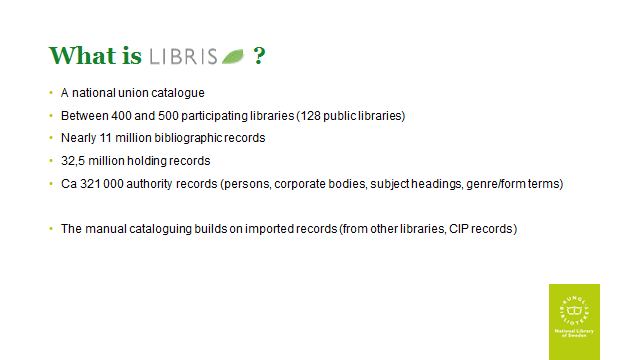 What is LIBRIS ?
• A national union catalogue
• Between 400 and 500 participating libraries (128 public libraries)
• Nearly 11 million bibliographic records
• 32,5 million holding records
• Ca 321 000 authority records (persons, corporate bodies, subject headings, genre/form terms)
• The manual cataloguing builds on imported records (from other libraries, CIP records)
KUNGL BIBLIOTEKET
National Library
of Sweden